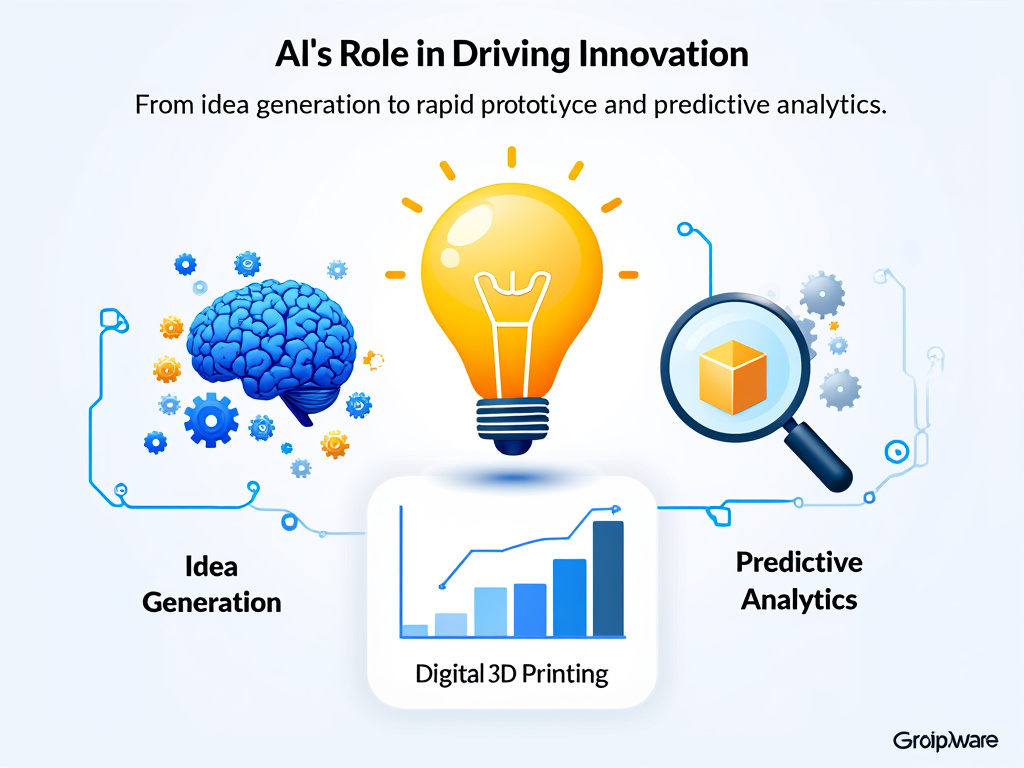 AI's Role in Driving Innovation
From idea generation to rapid prototiyce and predictive analytics.
Idea
Generation
Predictive
Analytics
Digital 3D Printing